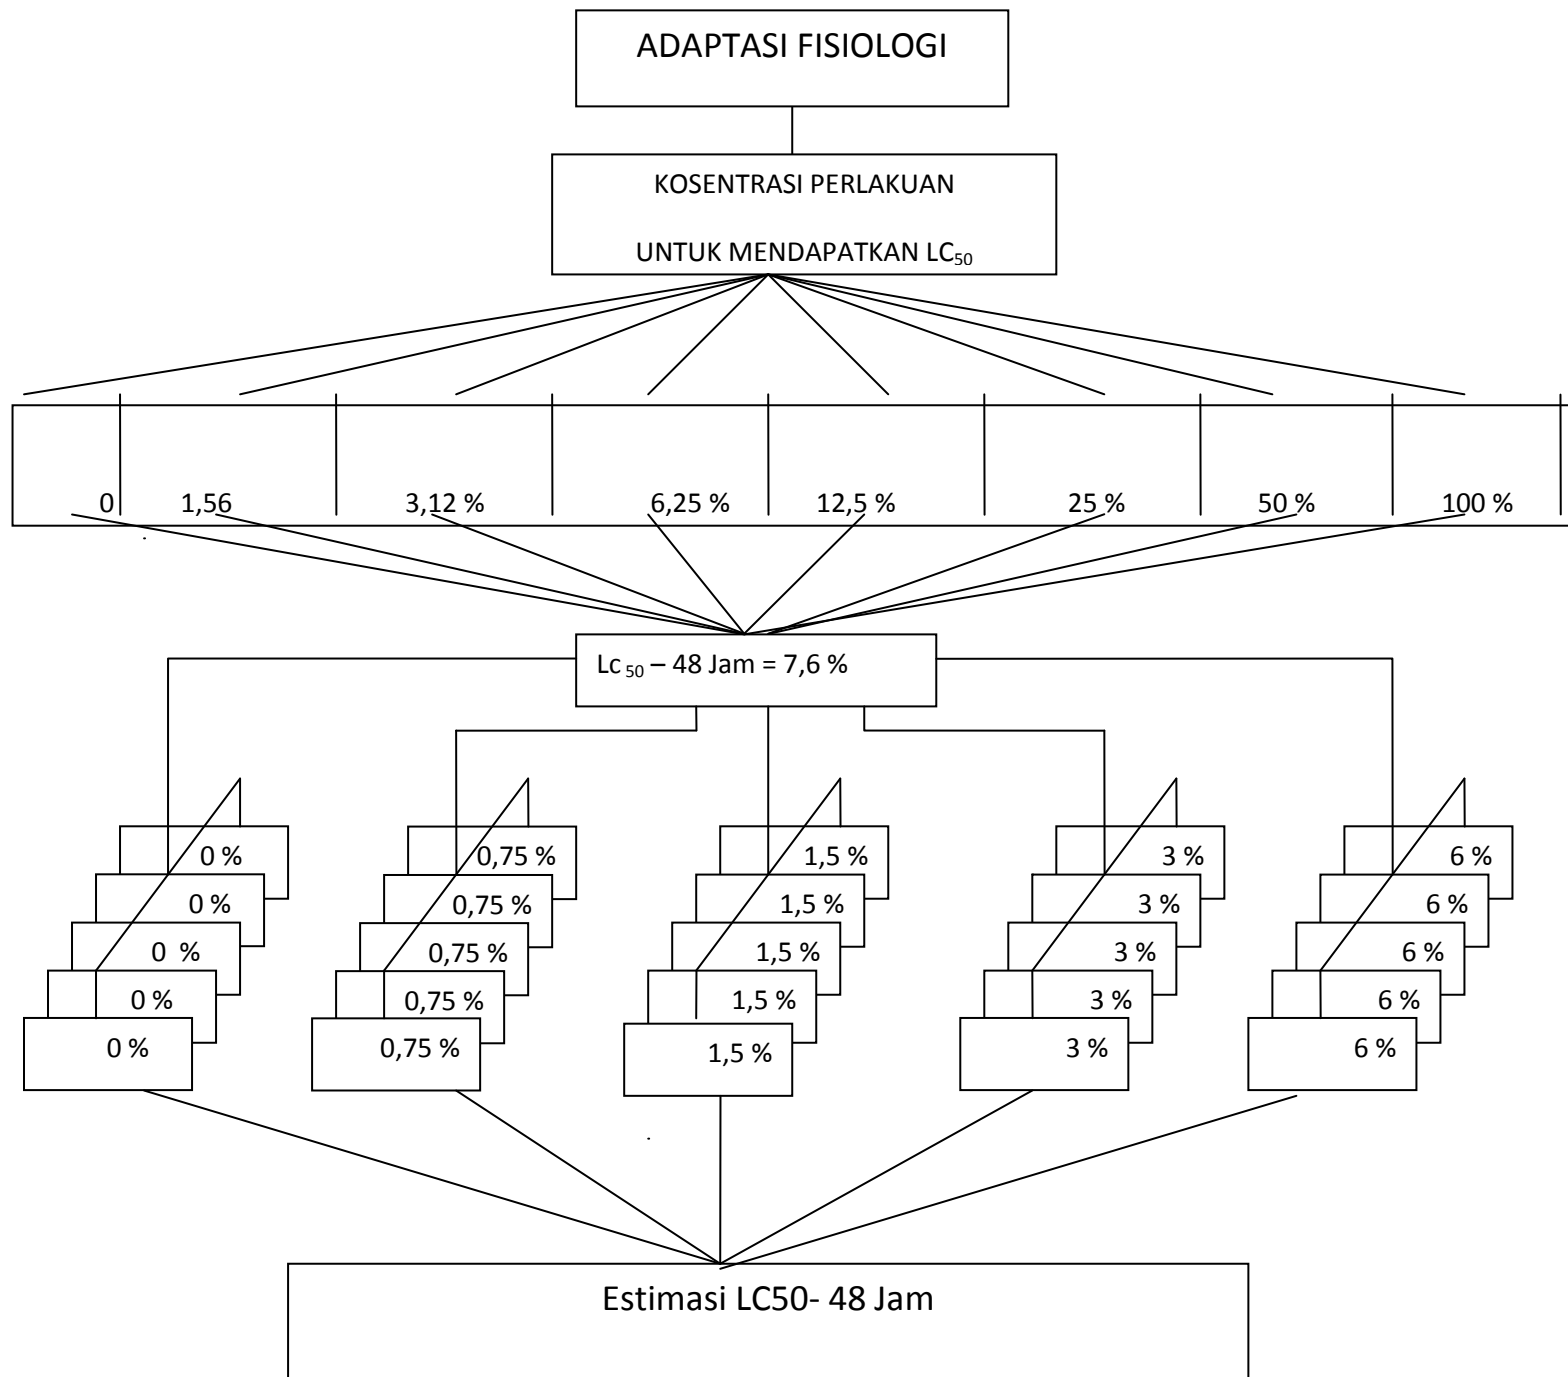 ADAPTASI FISIOLOGI
KOSENTRASI PERLAKUAN
UNTUK MENDAPATKAN LC₅₀
0 1,56 3,12 % 6,25 % 12,5 % 25 % 50 % 100 %
Lc ₅₀ – 48 Jam = 7,6 %
0 % 0,75 % 1,5 % 3 % 6 %
0 % 0,75 % 1,5 % 3 % 6 %
0 % 0,75 % 1,5 % 3 % 6 %
0 % 0,75 % 1,5 % 3 % 6 %
0 % 0,75 % 1,5 % 3 % 6 %
Estimasi LC50- 48 Jam